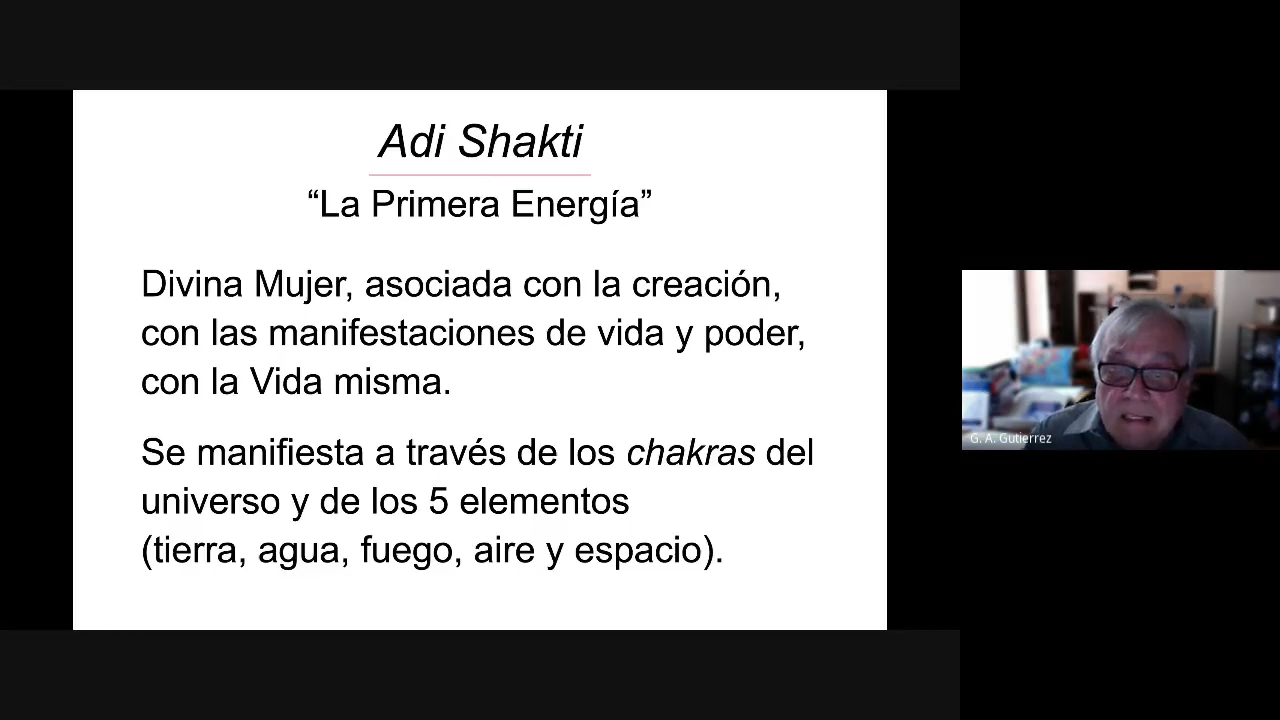 Adi Shakti
“La Primera Energía”
Divina Mujer, asociada con la creación,
con las manifestaciones de vida y poder,
con la Vida misma.
Se manifiesta a través de los chakras del
universo y de los 5 elementos
(tierra, agua, fuego, aire y espacio).
G. A. Gutierrez